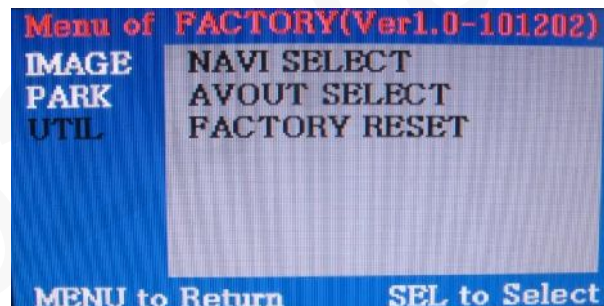 Menu of FACTORY(Ver1.0-101202)
IMAGE NAVI SELECT
PARK AVOUT SELECT
UTIL FACTORY RESET
MENU to Return SEL to Select